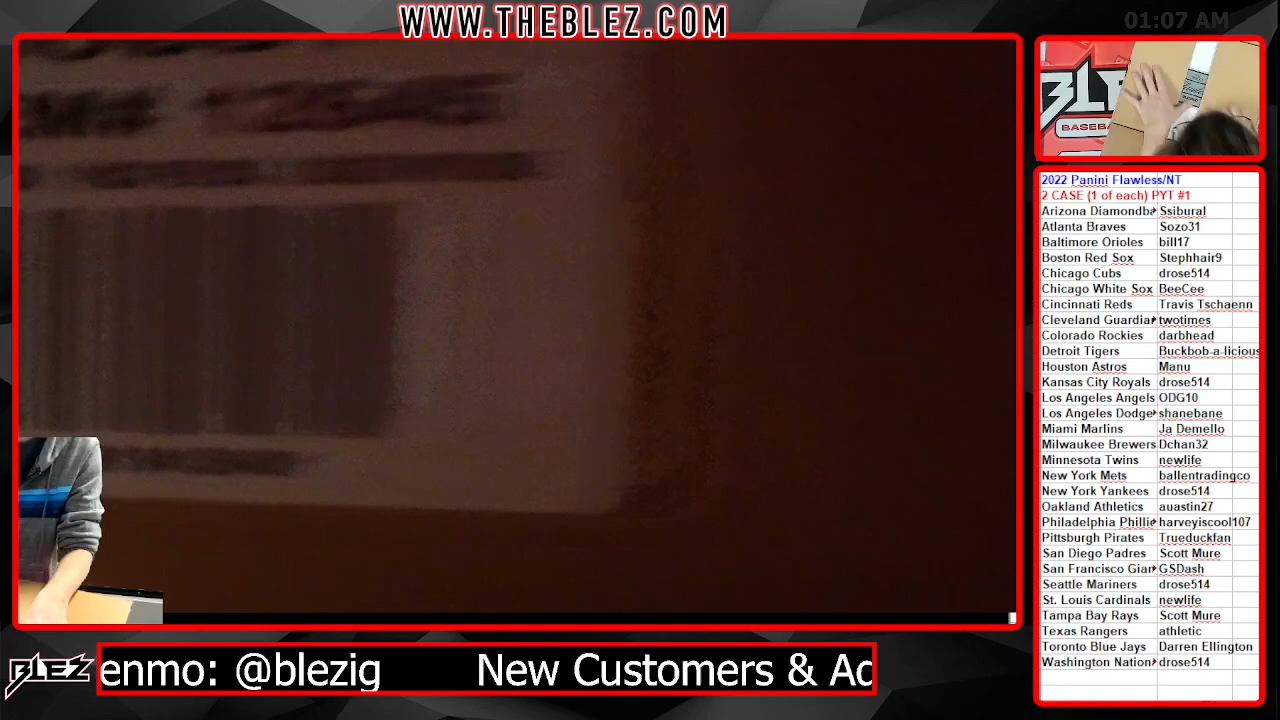 WWW.THEBLEZ.COM
01:07 AM
BLE
BASEBA
2022 Panini Flawless/NT
2 CASE (1 of each) PYT #1
Arizona Diamondba Ssibural
Atlanta Braves Sozo31
Baltimore Orioles bill17
Boston Red Sox Stephhair9
Chicago Cubs drose514
Chicago White Sox BeeCee
Cincinnati Reds Travis Tschaenn
Cleveland Guardian twotimes
Colorado Rockies darbhead
Detroit Tigers Buckbob-a-licious
Houston Astros Manu
Kansas City Royals drose514
Los Angeles Angels ODG10
Los Angeles Dodge shanebane
Miami Marlins Ja Demello
Milwaukee Brewers Dchan32
Minnesota Twins newlife
New York Mets ballentradingco
New York Yankees drose514
Oakland Athletics auastin27
Philadelphia Phillie harveyiscool107
Pittsburgh Pirates Trueduckfan
San Diego Padres Scott Mure
San Francisco Gian GSDash
Seattle Mariners drose514
St. Louis Cardinals newlife
Tampa Bay Rays Scott Mure
Texas Rangers athletic
Toronto Blue Jays Darren Ellington
Washington Nation drose514
BLEZ
enmo: @blezig New Customers & Ad